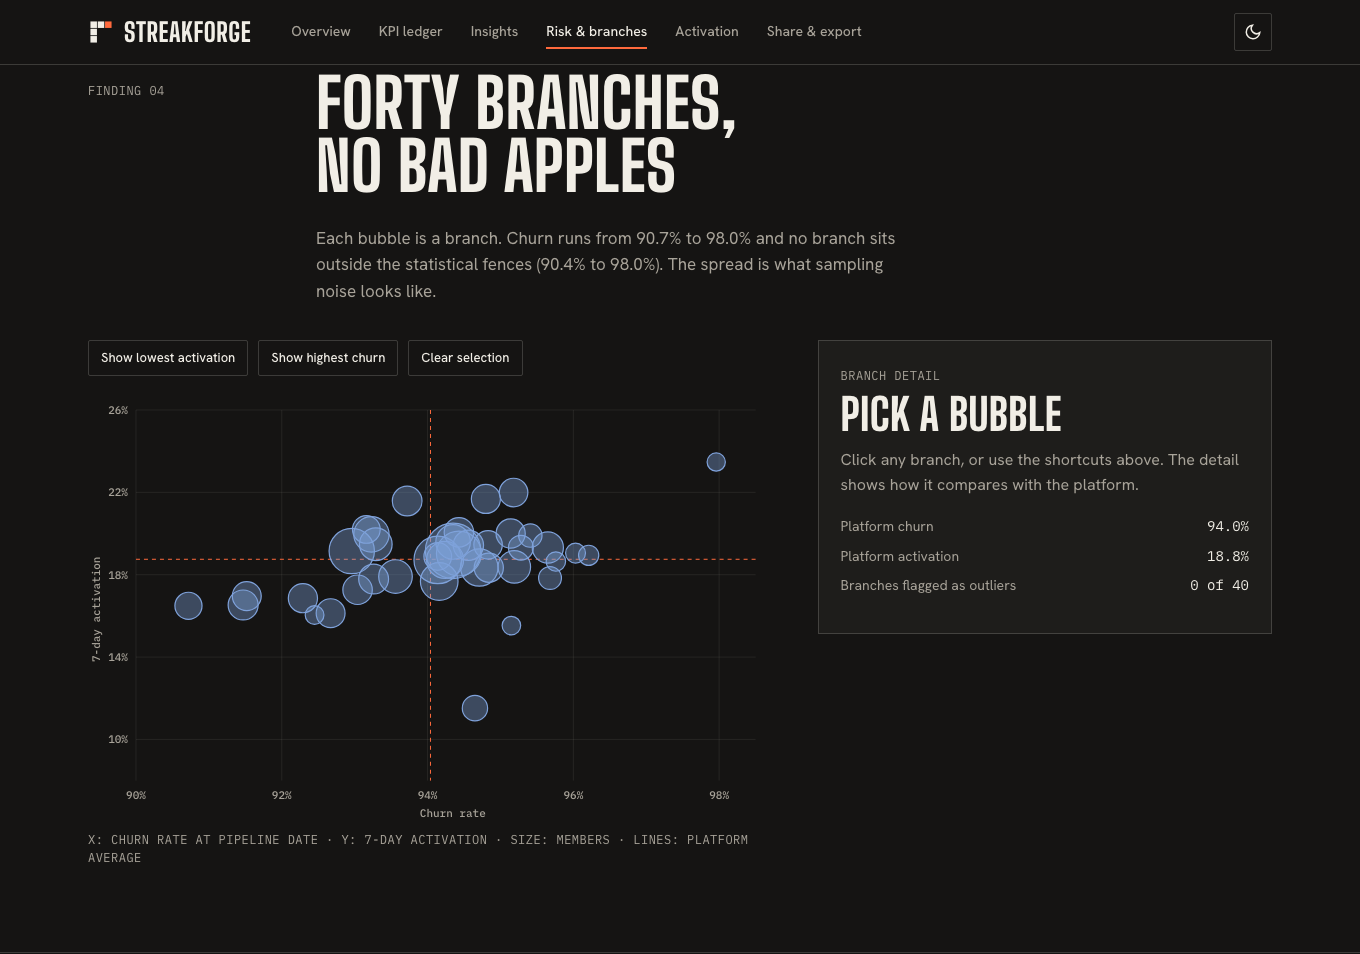 STREAKFORGE
Overview
KPI ledger
Insights
Risk & branches
Activation
Share & export
FINDING 04
FORTY BRANCHES,
NO BAD APPLES
Each bubble is a branch. Churn runs from 90.7% to 98.0% and no branch sits
outside the statistical fences (90.4% to 98.0%). The spread is what sampling
noise looks like.
Show lowest activation
Show highest churn
Clear selection
26%
22%
18%
14%
10%
7-day activation
90%
92%
94%
96%
98%
Churn rate
X: CHURN RATE AT PIPELINE DATE · Y: 7-DAY ACTIVATION · SIZE: MEMBERS · LINES: PLATFORM
AVERAGE
BRANCH DETAIL
PICK A BUBBLE
Click any branch, or use the shortcuts above. The detail
shows how it compares with the platform.
Platform churn 94.0%
Platform activation 18.8%
Branches flagged as outliers 0 of 40